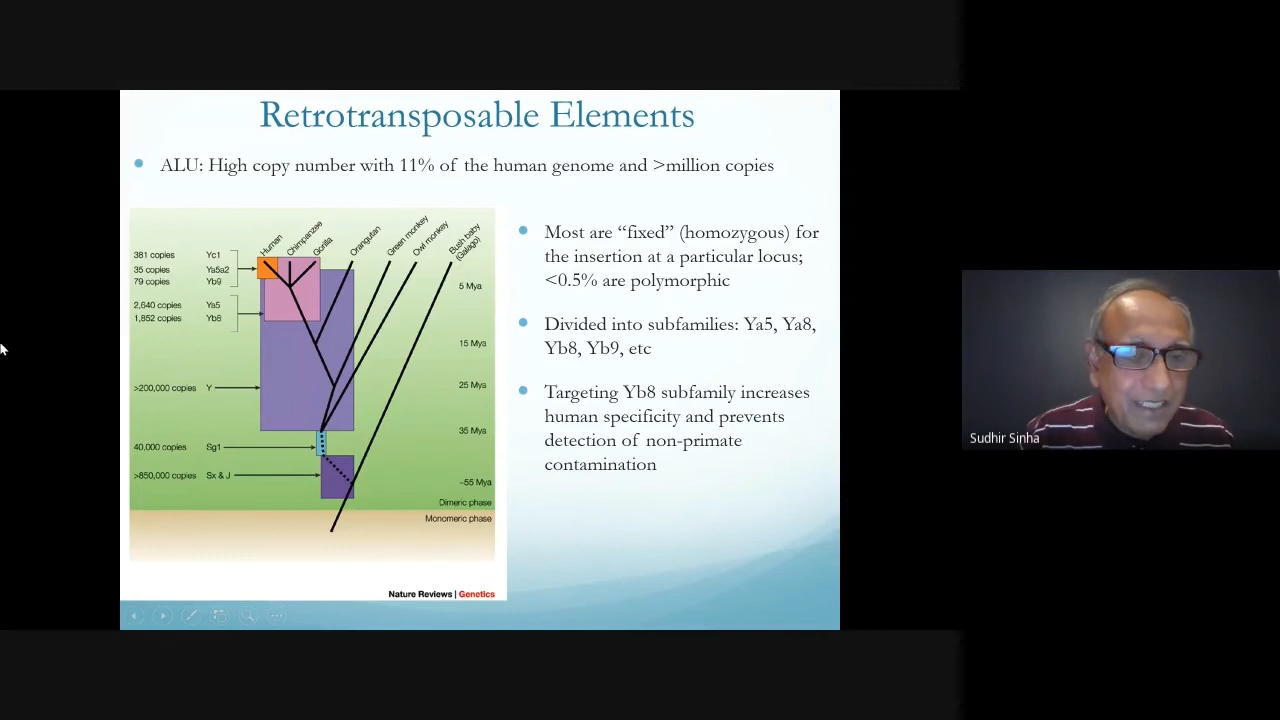 Retrotransposable Elements
ALU: High copy number with 11% of the human genome and >million copies
Human
Chimpanzee
Gorilla
Orangutan
Green monkey
Owl monkey
Bush baby
(Galago)
381 copies Yc1
35 copies Ya5a2
79 copies Yb9
2,640 copies Ya5
1,852 copies Yb8
>200,000 copies Y
40,000 copies Sg1
>850,000 copies Sx & J
5 Mya
15 Mya
25 Mya
35 Mya
~55 Mya
Dimeric phase
Monomeric phase
Nature Reviews | Genetics
Most are “fixed” (homozygous) for
the insertion at a particular locus;
<0.5% are polymorphic
Divided into subfamilies: Ya5, Ya8,
Yb8, Yb9, etc
Targeting Yb8 subfamily increases
human specificity and prevents
detection of non-primate
contamination
Sudhir Sinha